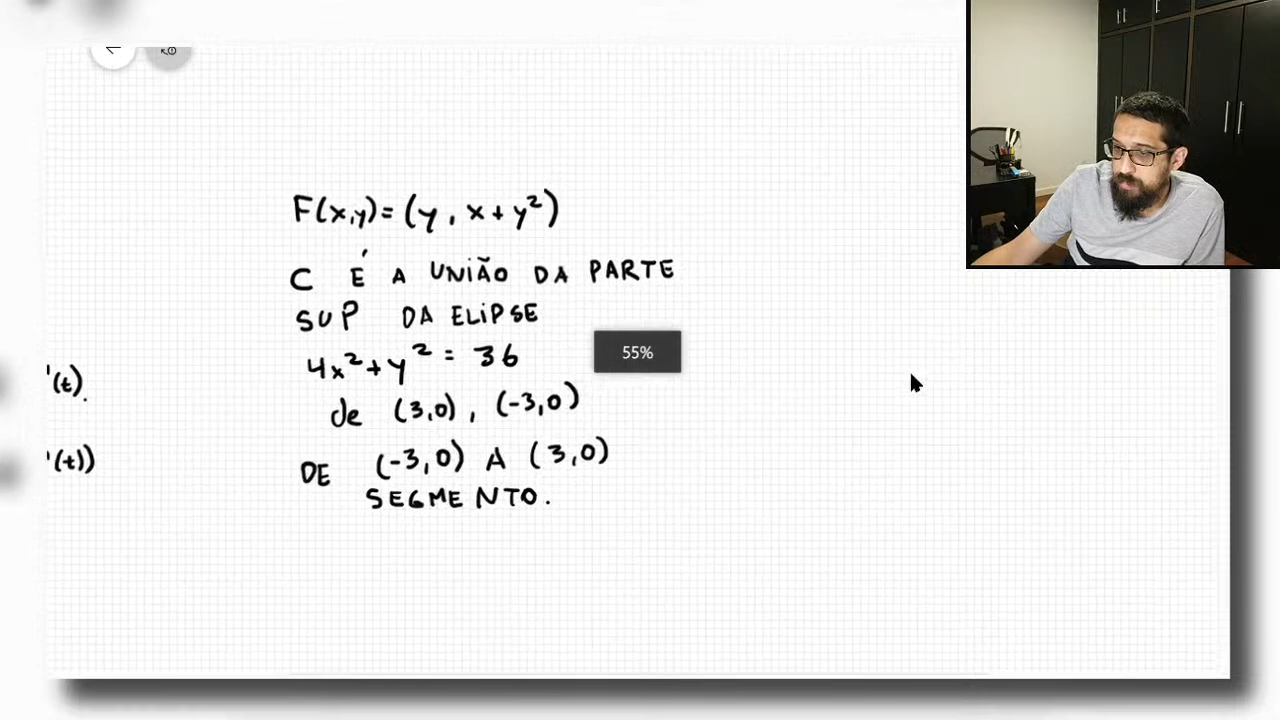 F(x,y)=(y, x+y²)
C É A UNIÃO DA PARTE
SUP DA ELIPSE
4x²+y² = 36
55%
'(t).
de (3,0), (-3,0)
'(t))
DE (-3,0) A (3,0)
SEGMENTO.